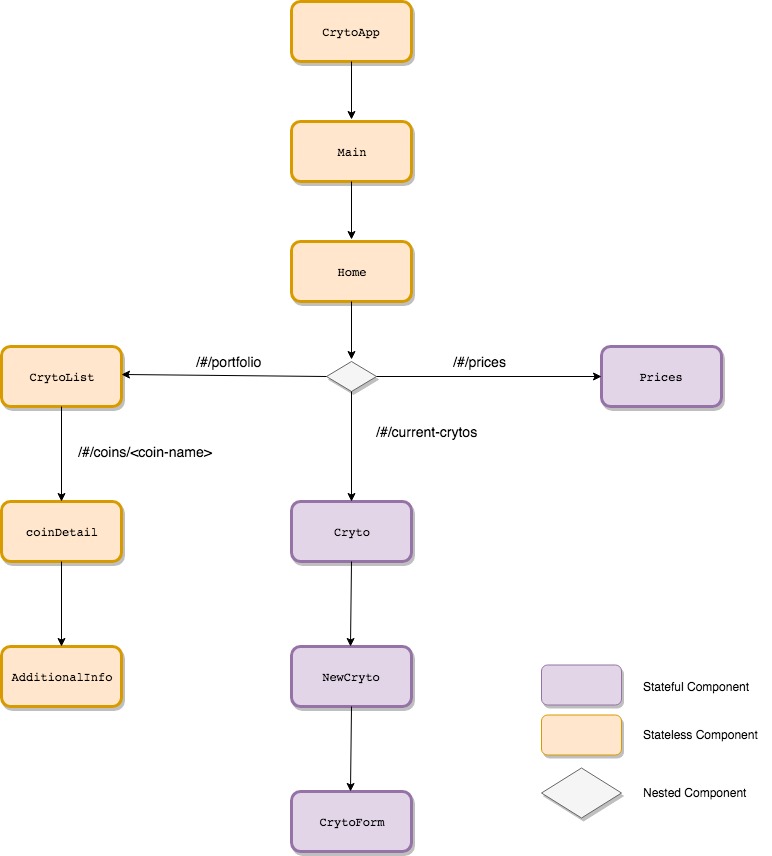 CrytoApp
Main
Home
/#/portfolio
/#/prices
CrytoList
Prices
/#/current-crytos
/#/coins/<coin-name>
coinDetail
Cryto
AdditionalInfo
NewCryto
Stateful Component
Stateless Component
Nested Component
CrytoForm